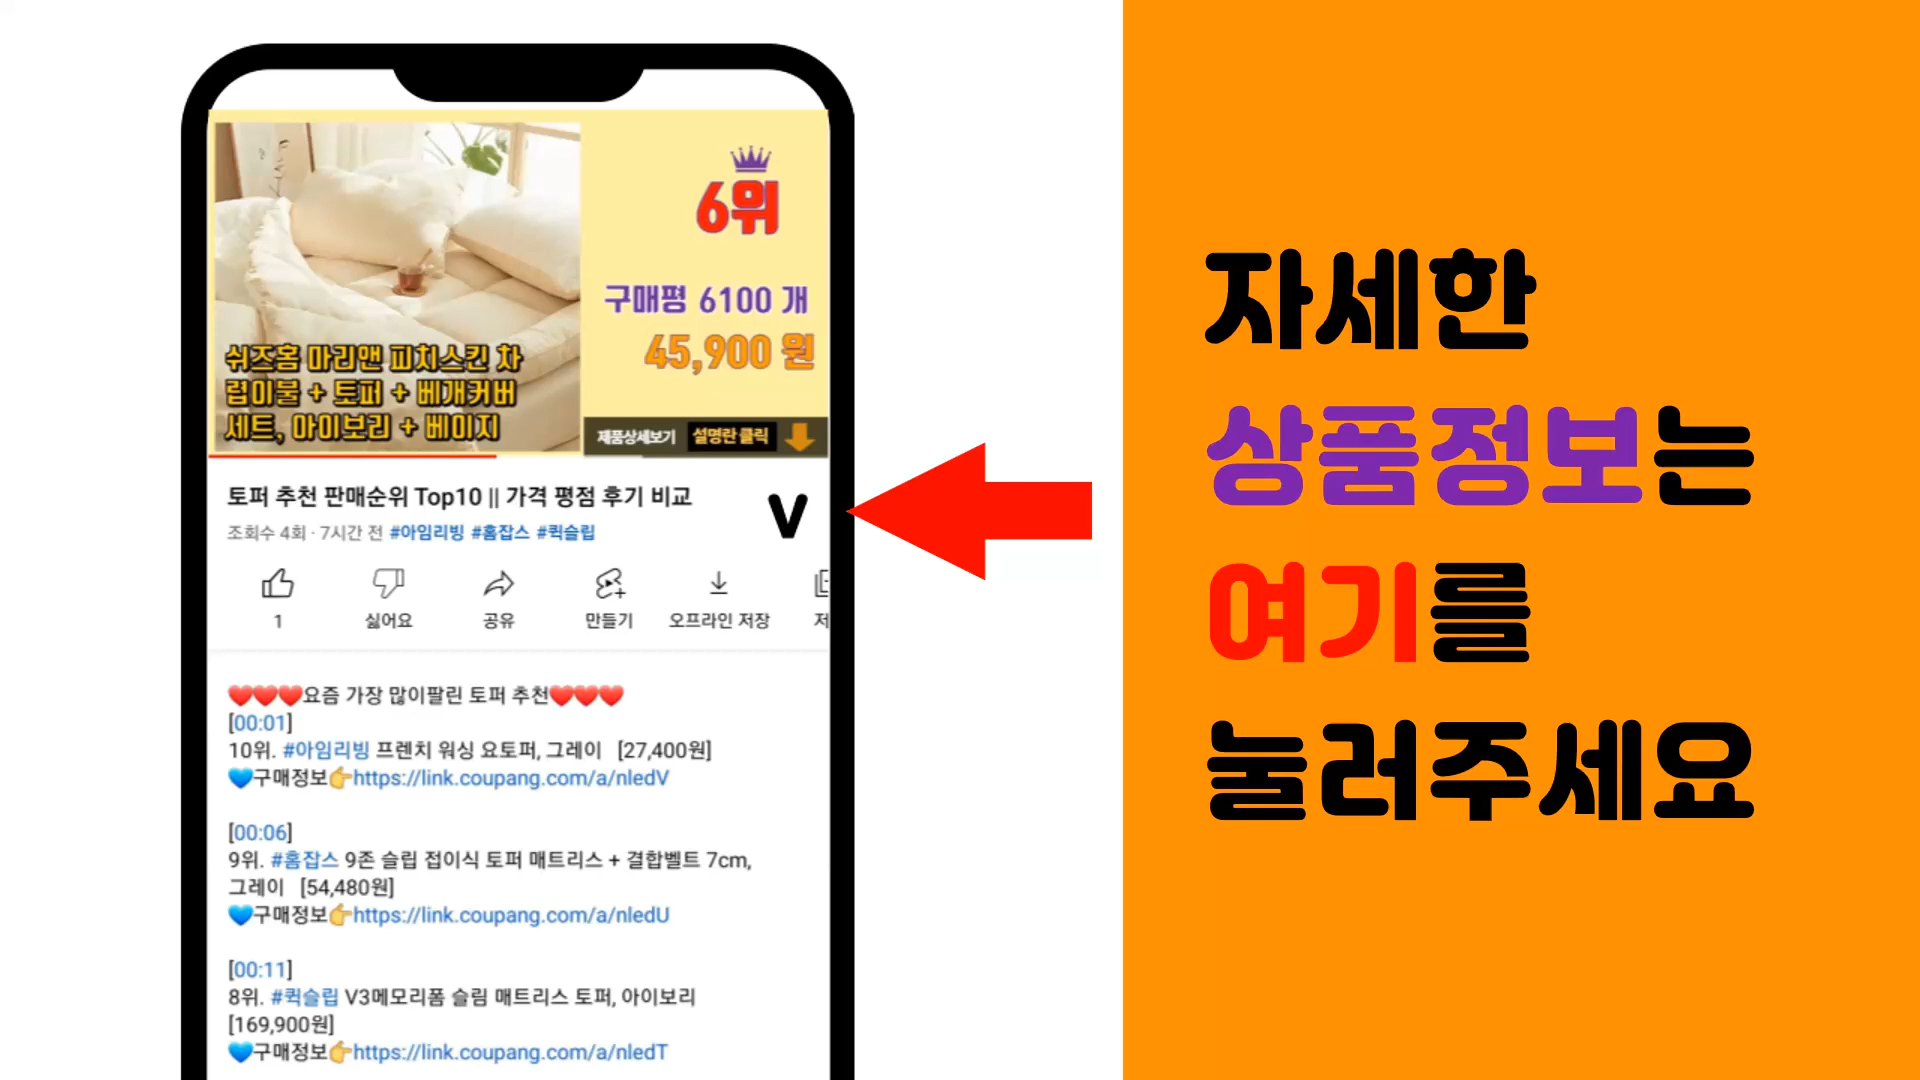 6위
구매평 6100 개
45,900 원
쉬즈홈 마리앤 피치스킨 차
렵이불 + 토퍼 + 베개커버
세트, 아이보리 + 베이지
제품상세보기 설명란 클릭
토퍼 추천 판매순위 Top10 || 가격 평점 후기 비교
V
조회수 4회 · 7시간 전 #아임리빙 #홈잡스 #퀵슬립
1 싫어요 공유 만들기 오프라인 저장 저
❤️❤️❤️요즘 가장 많이팔린 토퍼 추천❤️❤️❤️
[00:01]
10위. #아임리빙 프렌치 워싱 요토퍼, 그레이 [27,400원]
💙구매정보👉https://link.coupang.com/a/nledV
[00:06]
9위. #홈잡스 9존 슬립 접이식 토퍼 매트리스 + 결합벨트 7cm,
그레이 [54,480원]
💙구매정보👉https://link.coupang.com/a/nledU
[00:11]
8위. #퀵슬립 V3메모리폼 슬림 매트리스 토퍼, 아이보리
[169,900원]
💙구매정보👉https://link.coupang.com/a/nledT
자세한
상품정보는
여기를
눌러주세요